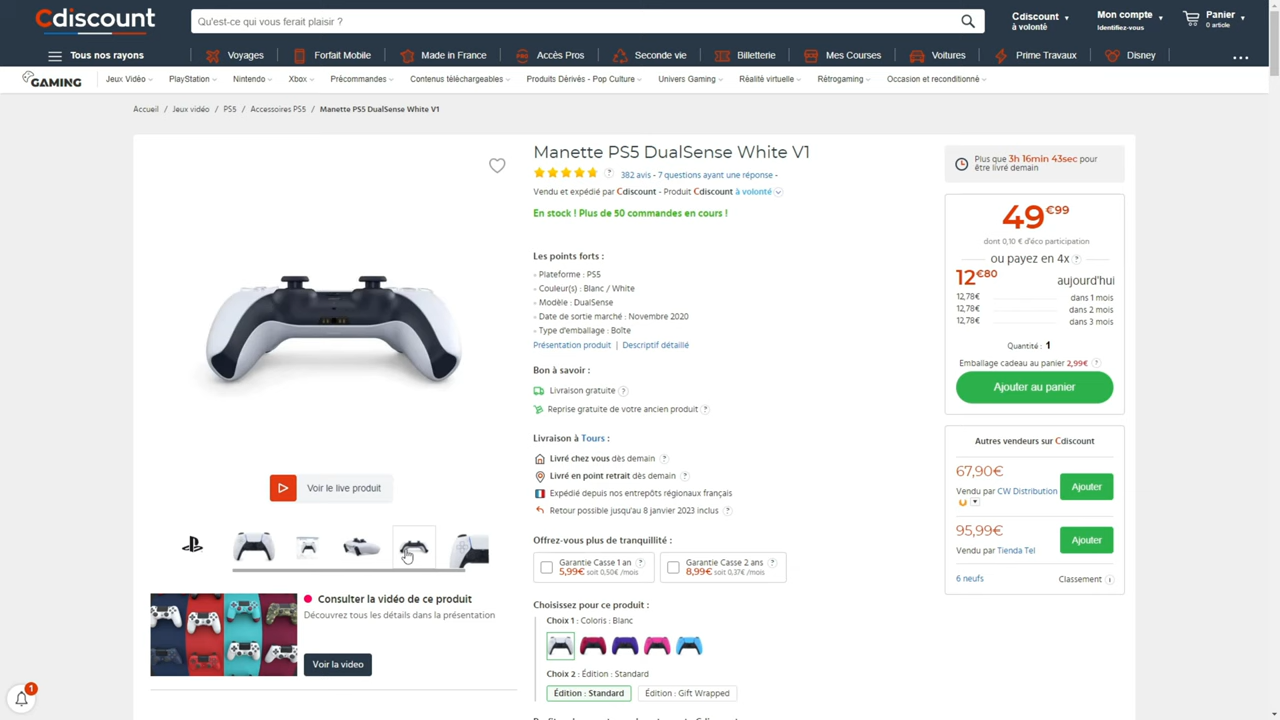 Cdiscount
Qu'est-ce qui vous ferait plaisir ?
Cdiscount
à volonté
Mon compte
Identifiez-vous
Panier
0 article
Tous nos rayons
Voyages
Forfait Mobile
Made in France
Accès Pros
Seconde vie
Billetterie
Mes Courses
Voitures
Prime Travaux
Disney
GAMING
Jeux Vidéo
PlayStation
Nintendo
Xbox
Précommandes
Contenus téléchargeables
Produits Dérivés - Pop Culture
Univers Gaming
Réalité virtuelle
Rétrogaming
Occasion et reconditionné
Accueil / Jeux vidéo / PS5 / Accessoires PS5 / Manette PS5 DualSense White V1
Manette PS5 DualSense White V1
382 avis - 7 questions ayant une réponse -
Vendu et expédié par Cdiscount - Produit Cdiscount à volonté
En stock ! Plus de 50 commandes en cours !
Les points forts :
Plateforme : PS5
Couleur(s) : Blanc / White
Modèle : DualSense
Date de sortie marché : Novembre 2020
Type d'emballage : Boîte
Présentation produit | Descriptif détaillé
Bon à savoir :
Livraison gratuite ?
Reprise gratuite de votre ancien produit ?
Livraison à Tours :
Livré chez vous dès demain ?
Livré en point retrait dès demain ?
Expédié depuis nos entrepôts régionaux français
Retour possible jusqu'au 8 janvier 2023 inclus ?
Offrez-vous plus de tranquillité :
Garantie Casse 1 an ?
5,99€ soit 0,50€ /mois
Garantie Casse 2 ans ?
8,99€ soit 0,37€ /mois
Choisissez pour ce produit :
Choix 1 : Coloris : Blanc
Choix 2 : Édition : Standard
Édition : Standard
Édition : Gift Wrapped
Voir le live produit
Consulter la vidéo de ce produit
Découvrez tous les détails dans la présentation
Voir la video
1
Plus que 3h 16min 43sec pour
être livré demain
49€99
dont 0,10 € d'éco participation
ou payez en 4x ?
12€80 aujourd'hui
12,78€ dans 1 mois
12,78€ dans 2 mois
12,78€ dans 3 mois
Quantité : 1
Emballage cadeau au panier 2,99€ ?
Ajouter au panier
Autres vendeurs sur Cdiscount
67,90€
Vendu par CW Distribution
Ajouter
95,99€
Vendu par Tienda Tel
Ajouter
6 neufs
Classement i